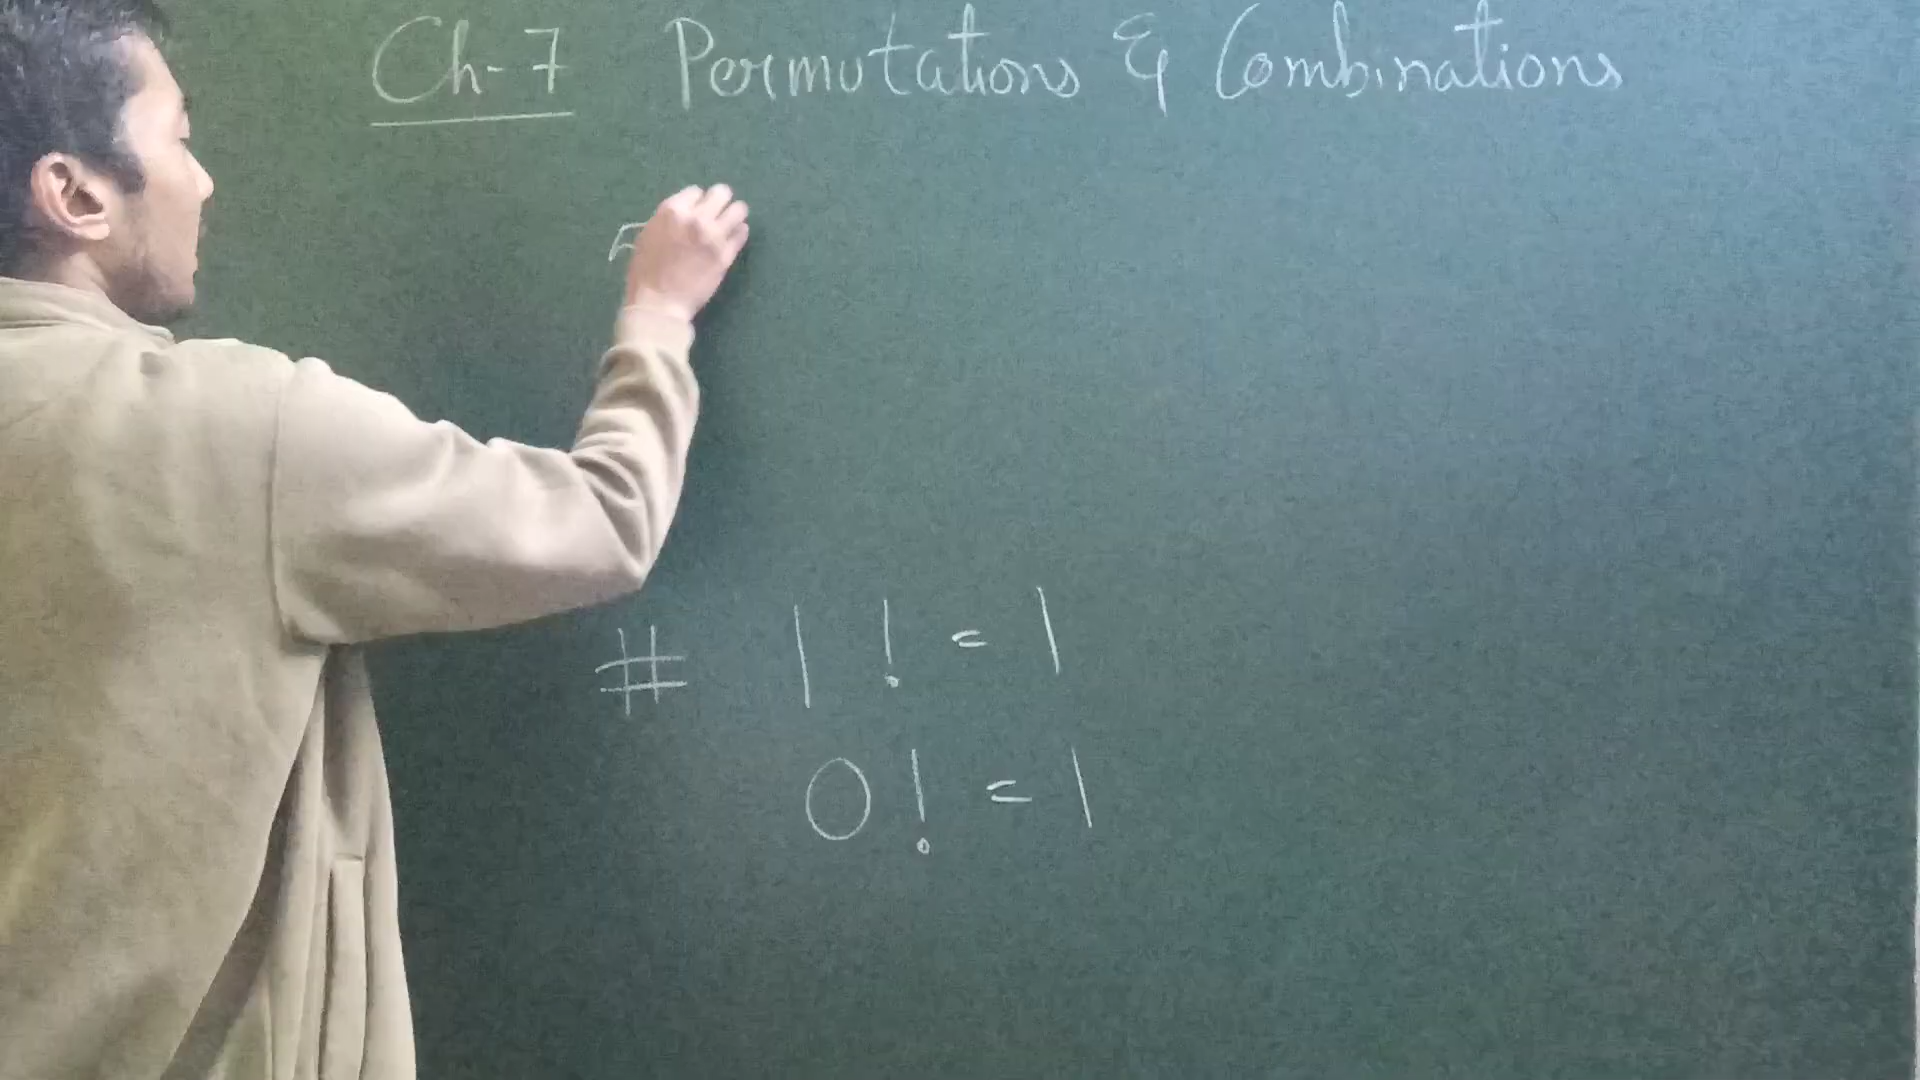 Ch-7 Permutations & Combinations
# 1! = 1
0! = 1